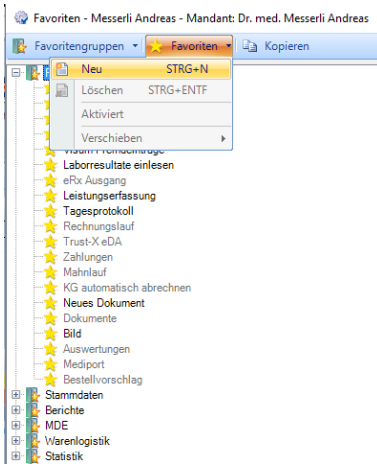 Favoriten - Messerli Andreas - Mandant: Dr. med. Messerli Andreas
Favoritengruppen Favoriten Kopieren
Neu STRG+N
Löschen STRG+ENTF
Aktiviert
Verschieben
Visum Fremdeinträge
Laborresultate einlesen
eRx Ausgang
Leistungserfassung
Tagesprotokoll
Rechnungslauf
Trust-X eDA
Zahlungen
Mahnlauf
KG automatisch abrechnen
Neues Dokument
Dokumente
Bild
Auswertungen
Mediport
Bestellvorschlag
Stammdaten
Berichte
MDE
Warenlogistik
Statistik